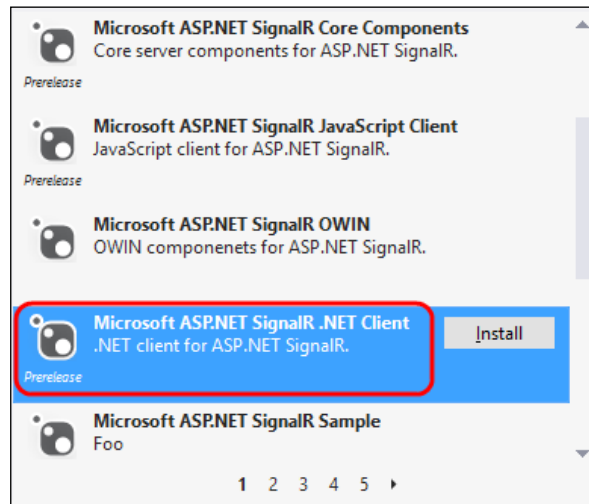 Microsoft ASP.NET SignalR Core Components
Core server components for ASP.NET SignalR.
Prerelease
Microsoft ASP.NET SignalR JavaScript Client
JavaScript client for ASP.NET SignalR.
Prerelease
Microsoft ASP.NET SignalR OWIN
OWIN componenets for ASP.NET SignalR.
Microsoft ASP.NET SignalR .NET Client
.NET client for ASP.NET SignalR.
Install
Prerelease
Microsoft ASP.NET SignalR Sample
Foo
1 2 3 4 5